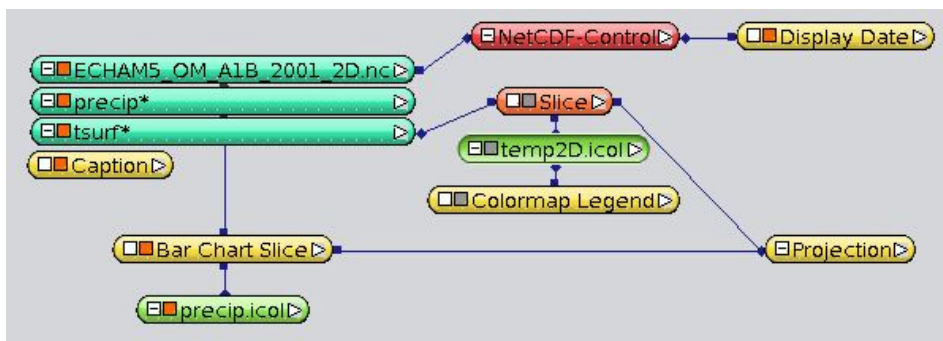 NetCDF-Control
Display Date
ECHAM5_OM_A1B_2001_2D.nc
precip*
Slice
tsurf*
temp2D.icol
Caption
Colormap Legend
Bar Chart Slice
Projection
precip.icol